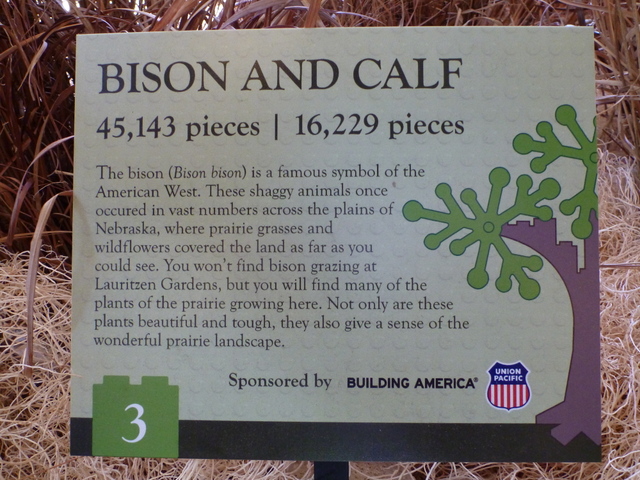 BISON AND CALF
45,143 pieces | 16,229 pieces
The bison (Bison bison) is a famous symbol of the
American West. These shaggy animals once
occured in vast numbers across the plains of
Nebraska, where prairie grasses and
wildflowers covered the land as far as you
could see. You won't find bison grazing at
Lauritzen Gardens, but you will find many of the
plants of the prairie growing here. Not only are these
plants beautiful and tough, they also give a sense of the
wonderful prairie landscape.
Sponsored by BUILDING AMERICA®
UNION
PACIFIC
3